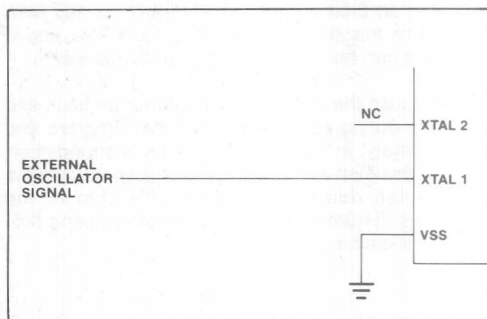 NC
XTAL 2
EXTERNAL
OSCILLATOR
SIGNAL
XTAL 1
VSS